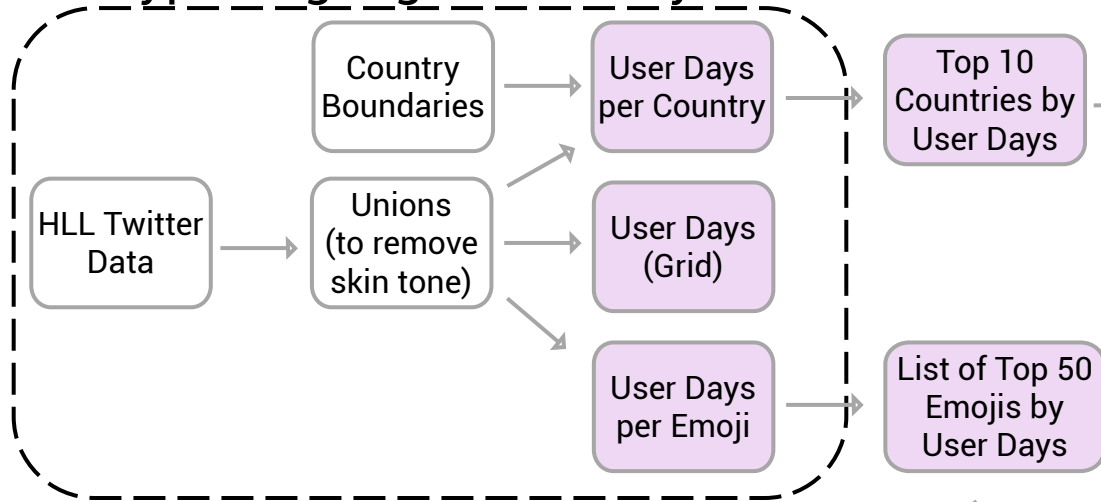 Country
Boundaries
User Days
per Country
Top 10
Countries by
User Days
HLL Twitter
Data
Unions
(to remove
skin tone)
User Days
(Grid)
User Days
per Emoji
List of Top 50
Emojis by
User Days